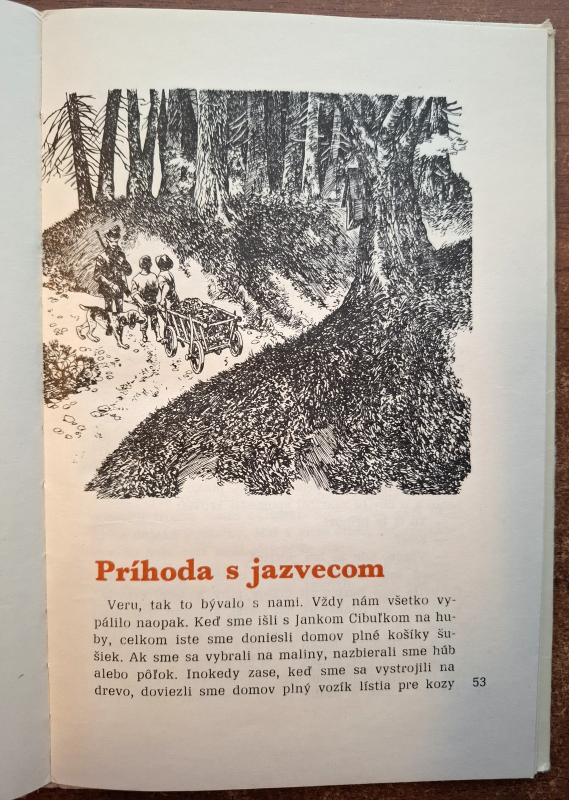 Príhoda s jazvecom
Veru, tak to bývalo s nami. Vždy nám všetko vy-
pálilo naopak. Keď sme išli s Jankom Cibuľkom na hu-
by, celkom iste sme doniesli domov plné košíky šu-
šiek. Ak sme sa vybrali na maliny, nazbierali sme húb
alebo pôľok. Inokedy zase, keď sme sa vystrojili na
drevo, doviezli sme domov plný vozík lístia pre kozy
53